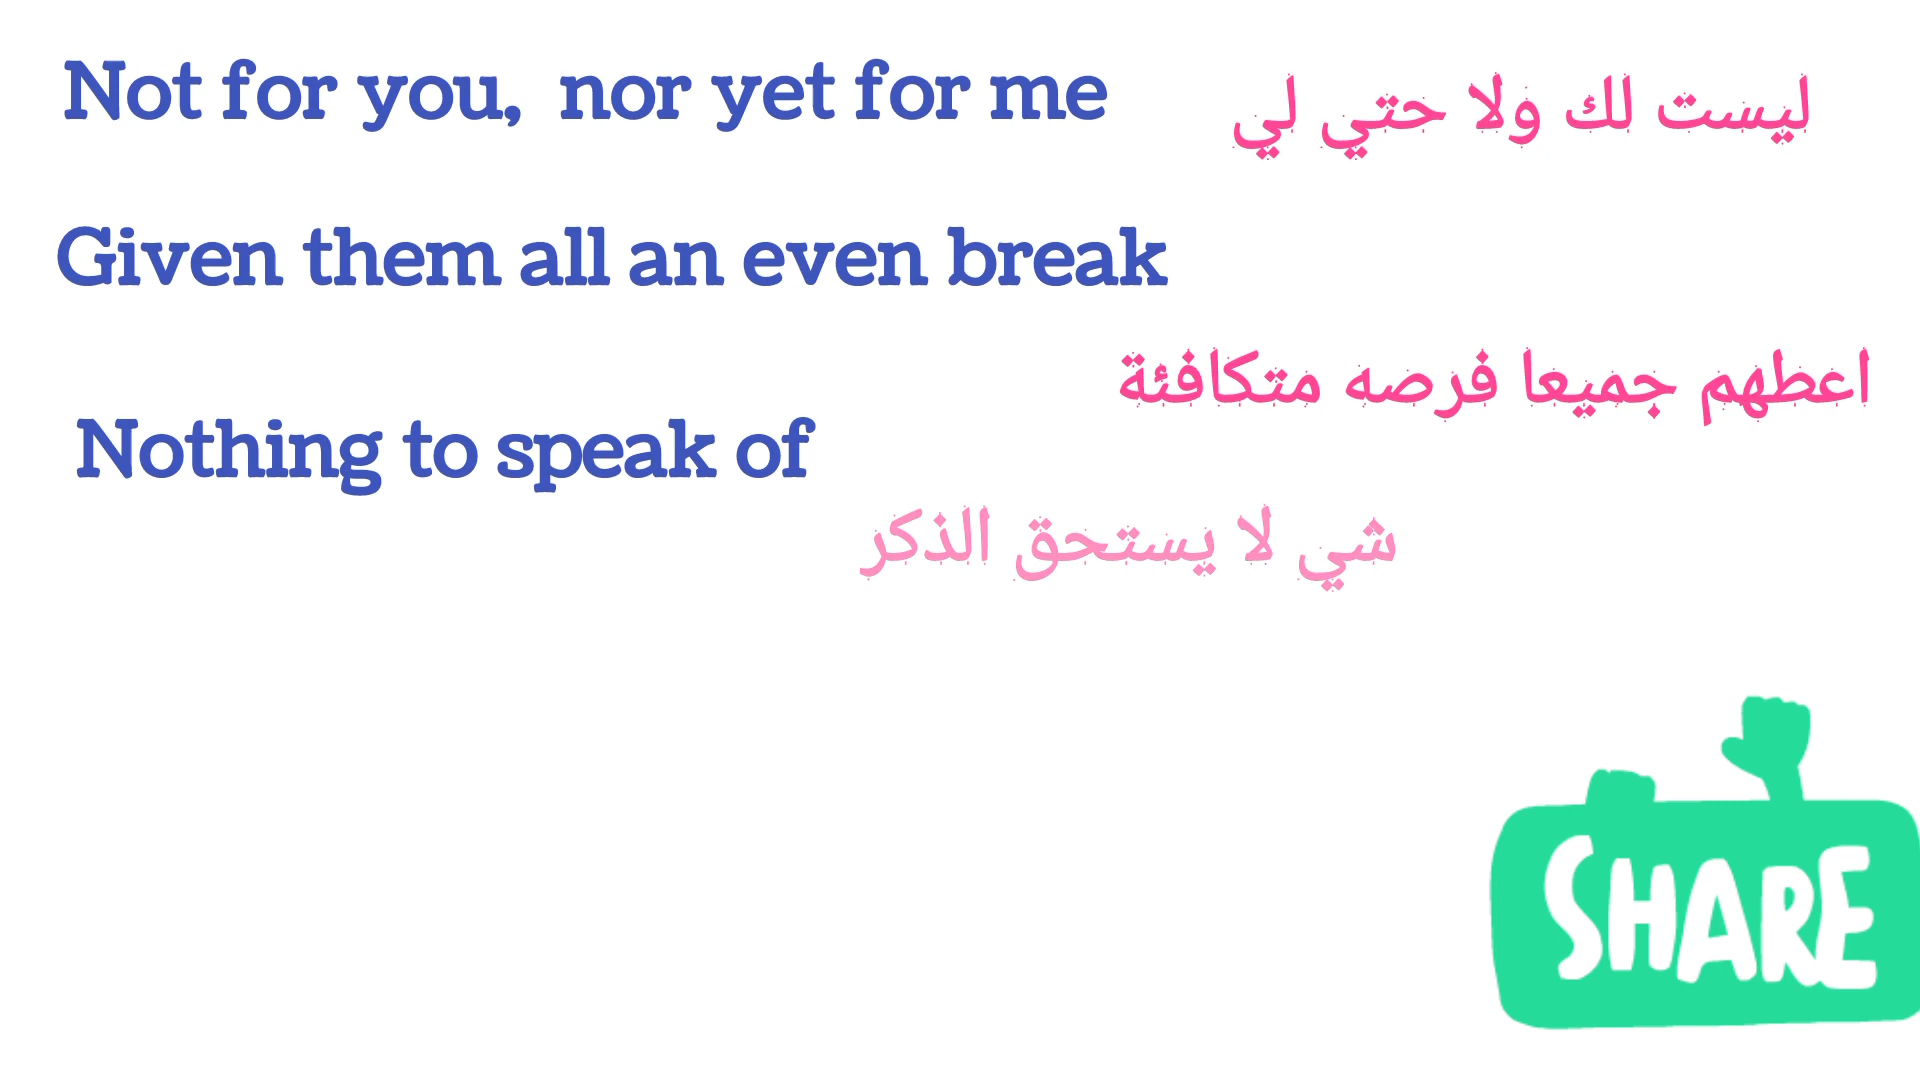 Not for you, nor yet for me
ليست لك ولا حتي لي
Given them all an even break
اعطهم جميعا فرصه متكافئة
Nothing to speak of
شي لا يستحق الذكر
SHARE